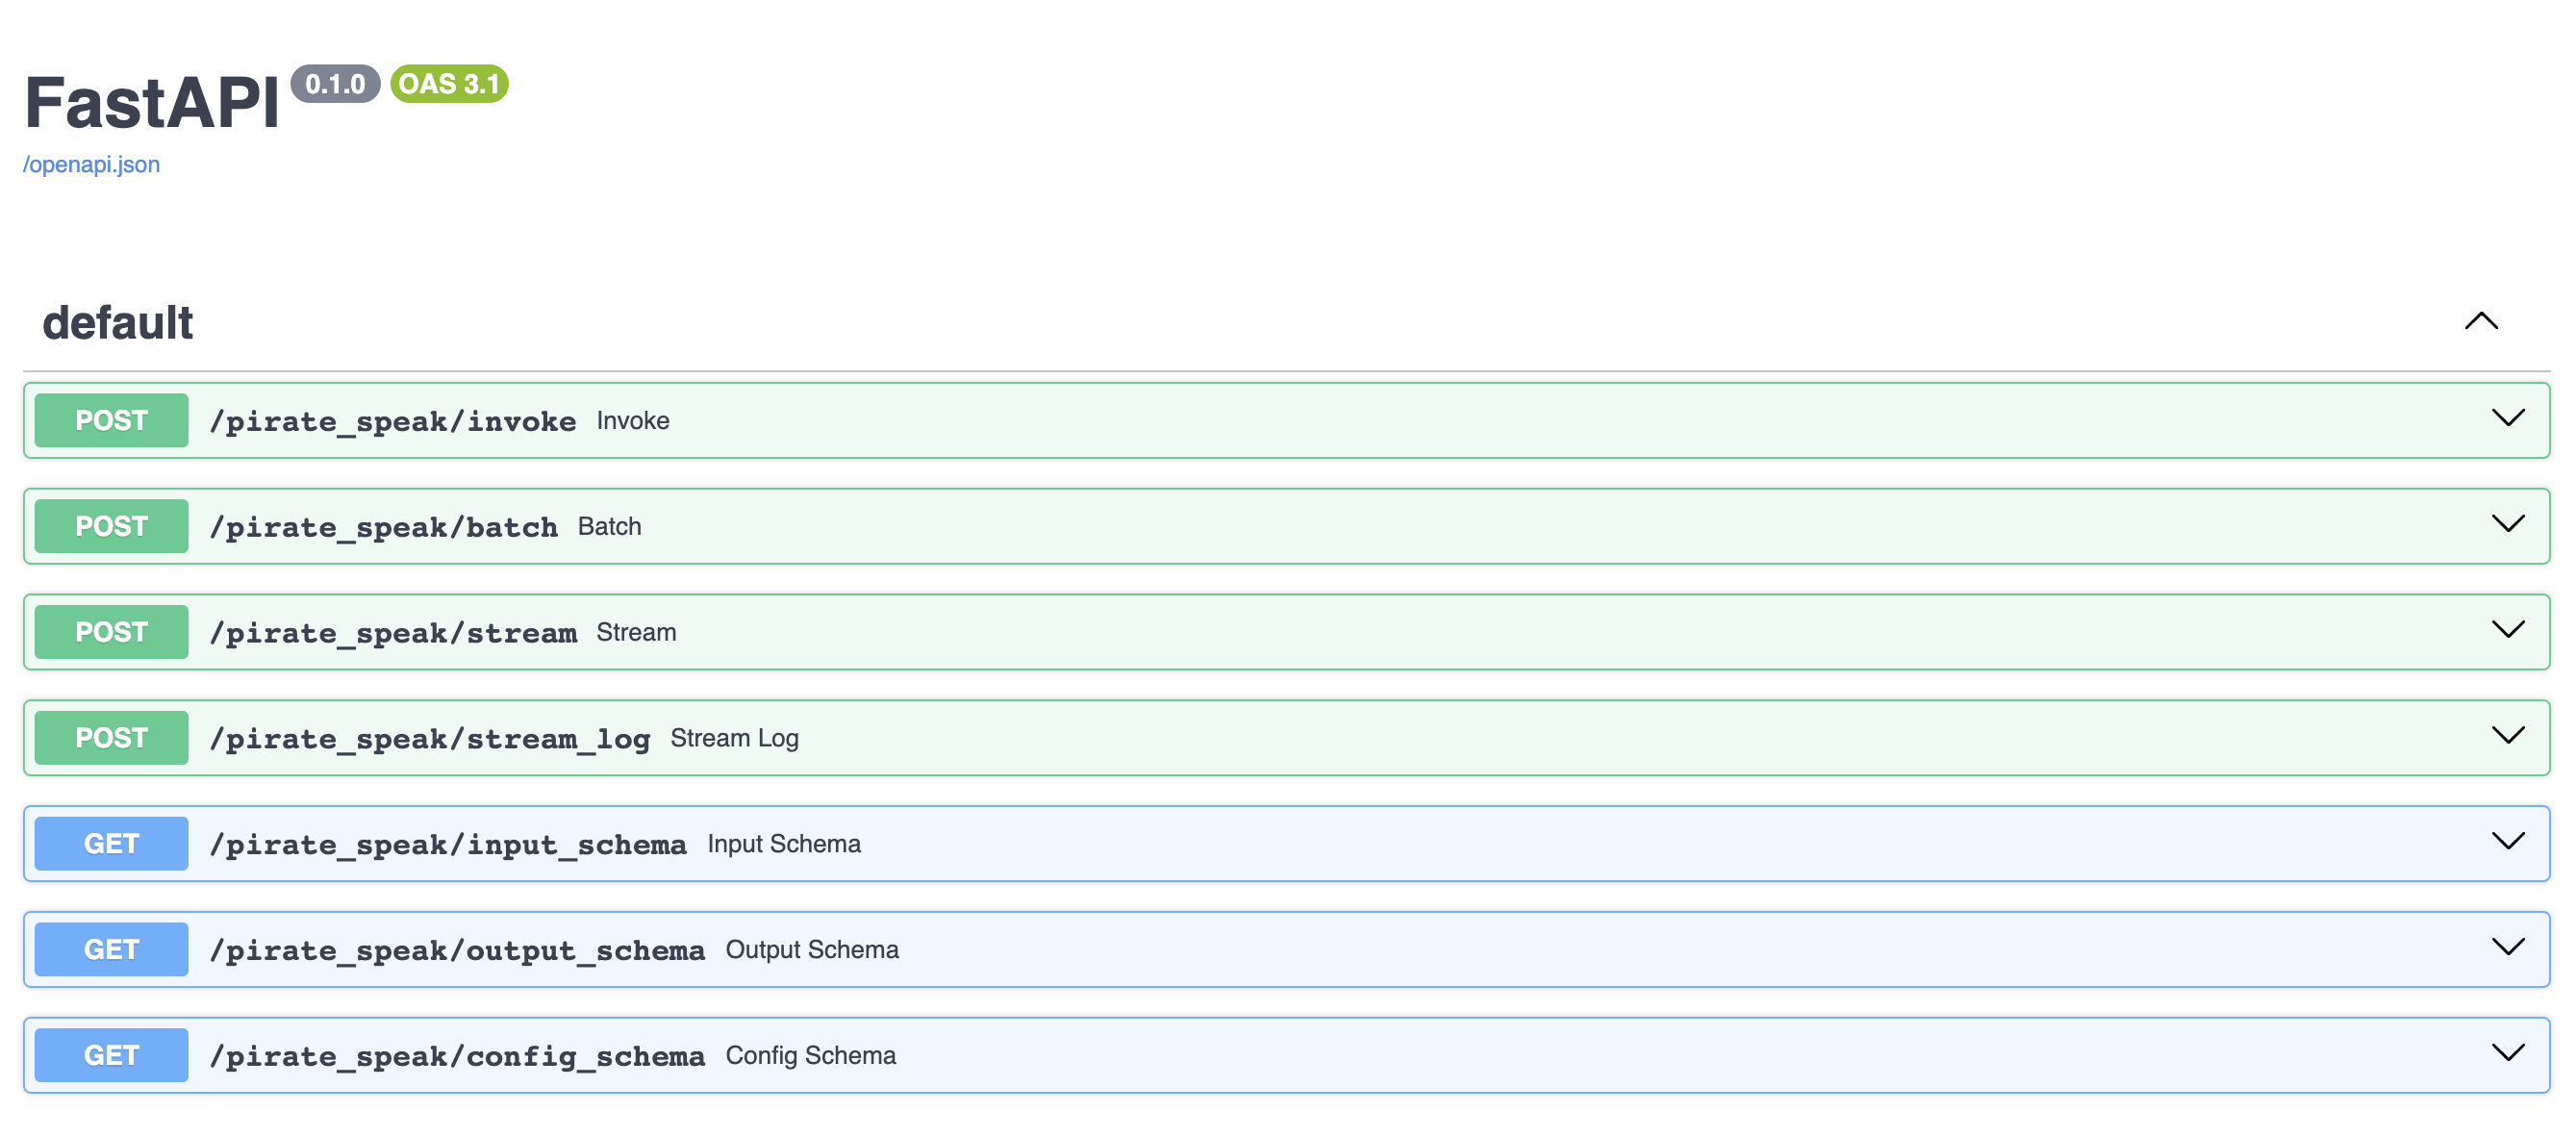 FastAPI 0.1.0 OAS 3.1
/openapi.json
default
POST /pirate_speak/invoke Invoke
POST /pirate_speak/batch Batch
POST /pirate_speak/stream Stream
POST /pirate_speak/stream_log Stream Log
GET /pirate_speak/input_schema Input Schema
GET /pirate_speak/output_schema Output Schema
GET /pirate_speak/config_schema Config Schema